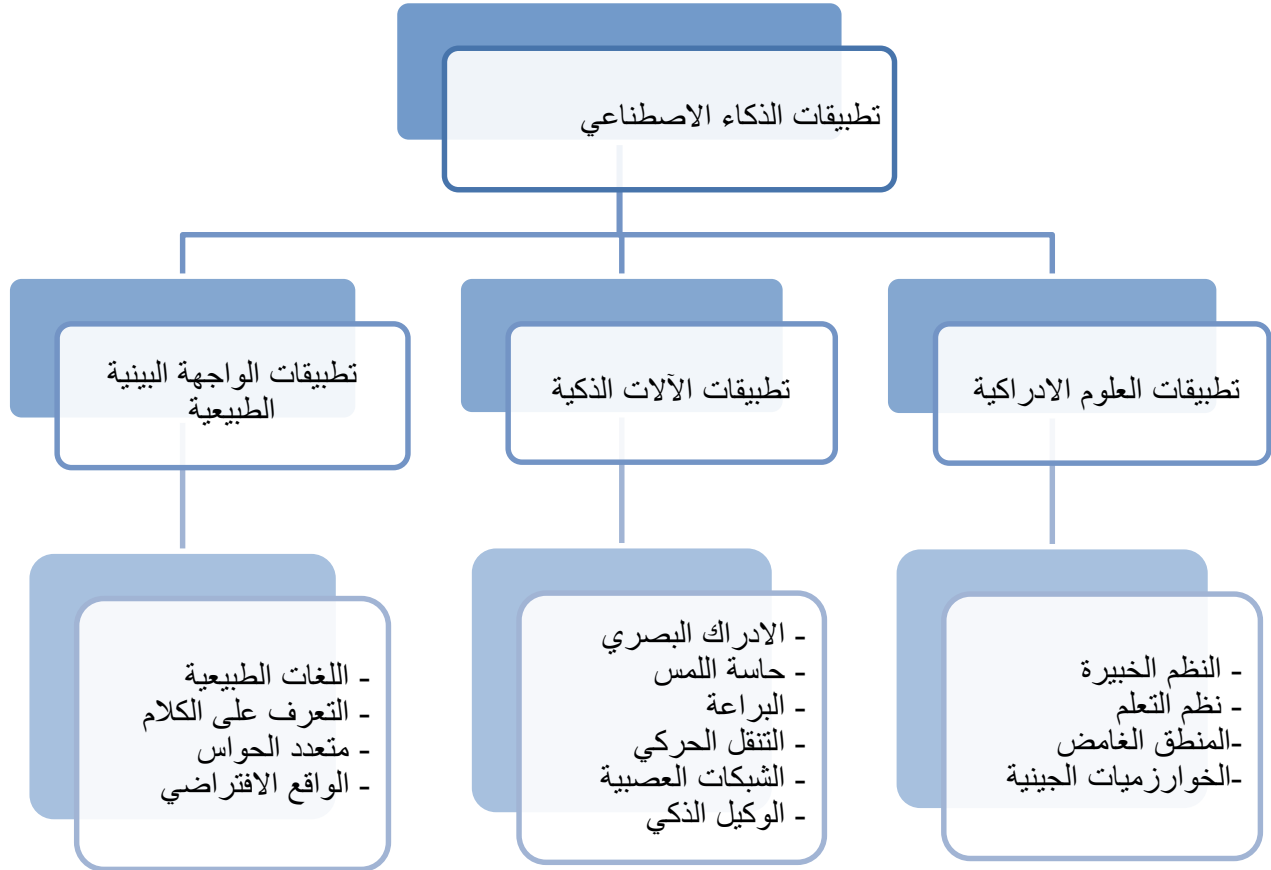 تطبيقات الذكاء الاصطناعي
تطبيقات العلوم الادراكية
تطبيقات الآلات الذكية
تطبيقات الواجهة البينية
الطبيعية
- النظم الخبيرة
- نظم التعلم
-المنطق الغامض
-الخوارزميات الجينية
- الادراك البصري
- حاسة اللمس
- البراعة
- التنقل الحركي
- الشبكات العصبية
- الوكيل الذكي
- اللغات الطبيعية
- التعرف على الكلام
- متعدد الحواس
- الواقع الافتراضي